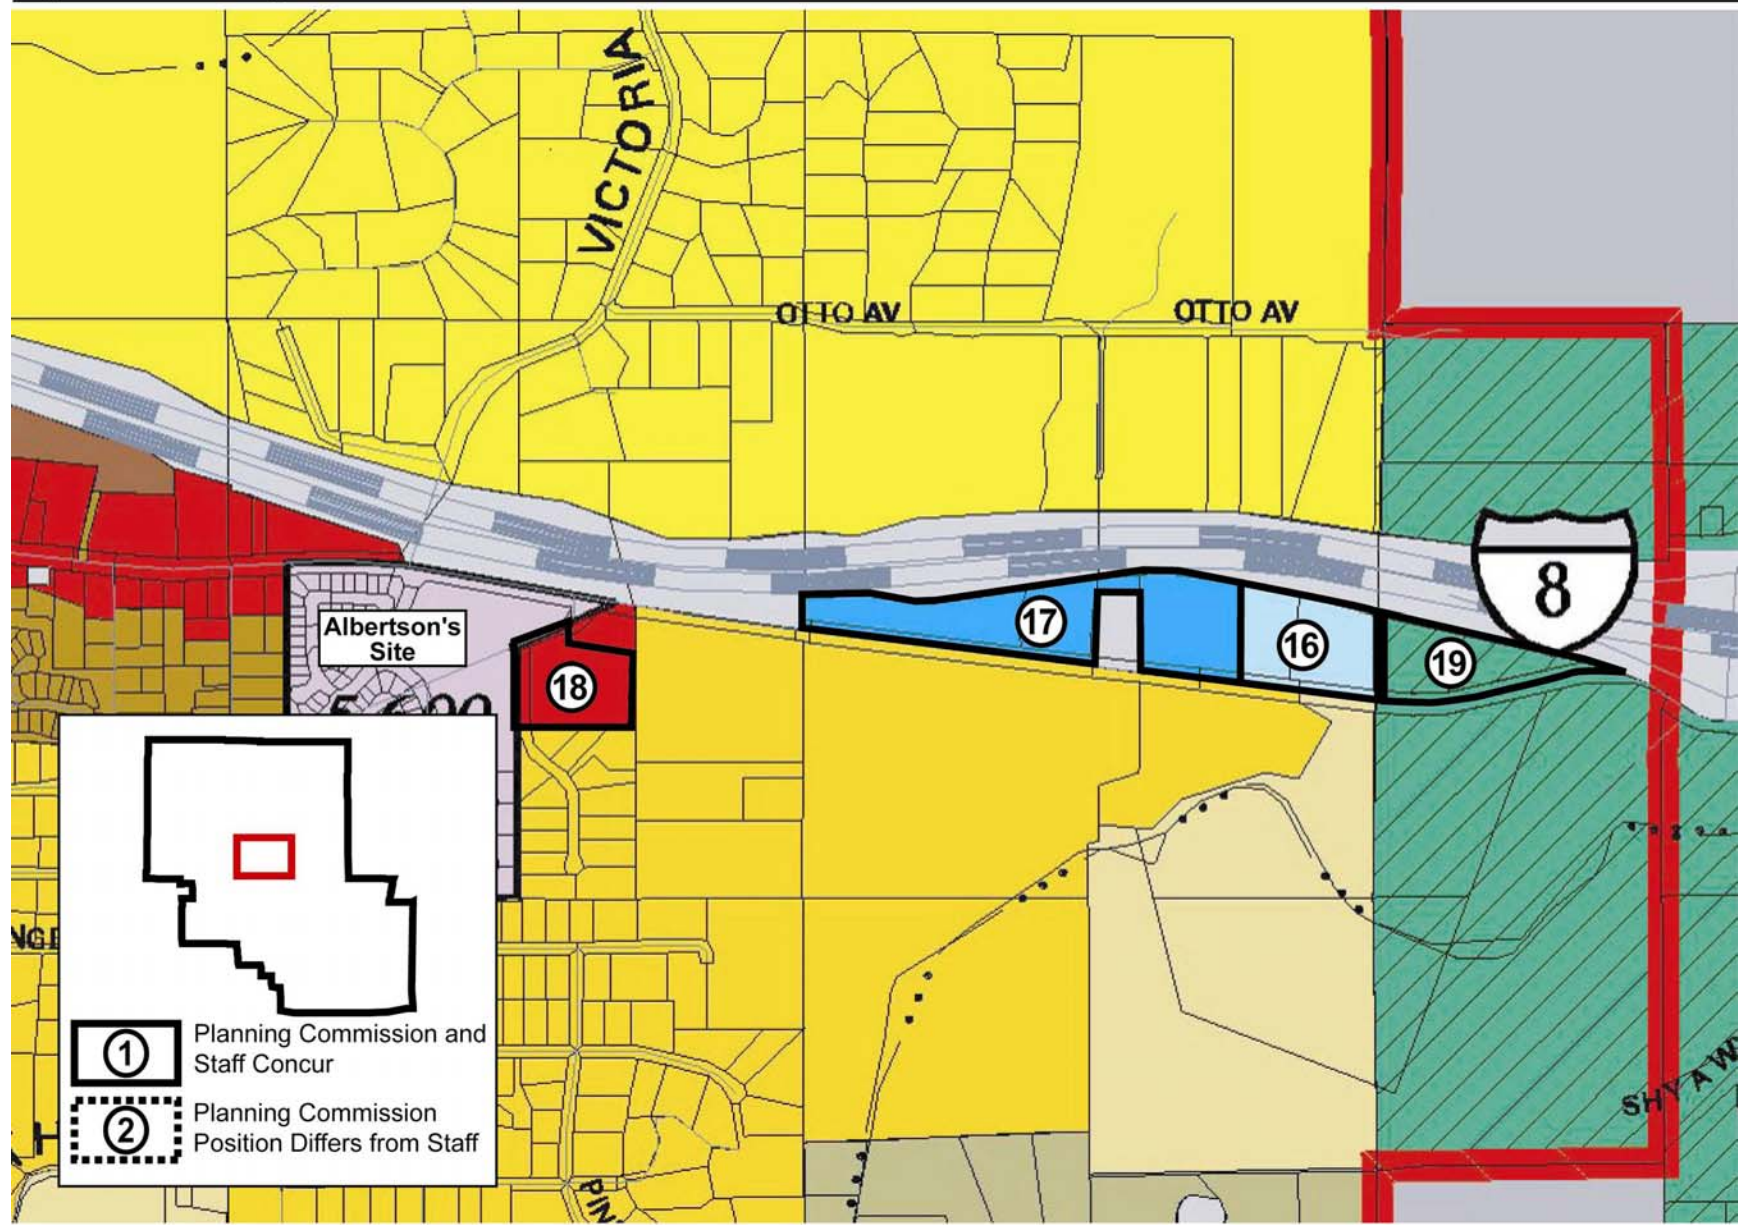 VICTORIA
OTTO AV
OTTO AV
8
17
16
19
Albertson's
Site
18
1
Planning Commission and
Staff Concur
2
Planning Commission
Position Differs from Staff